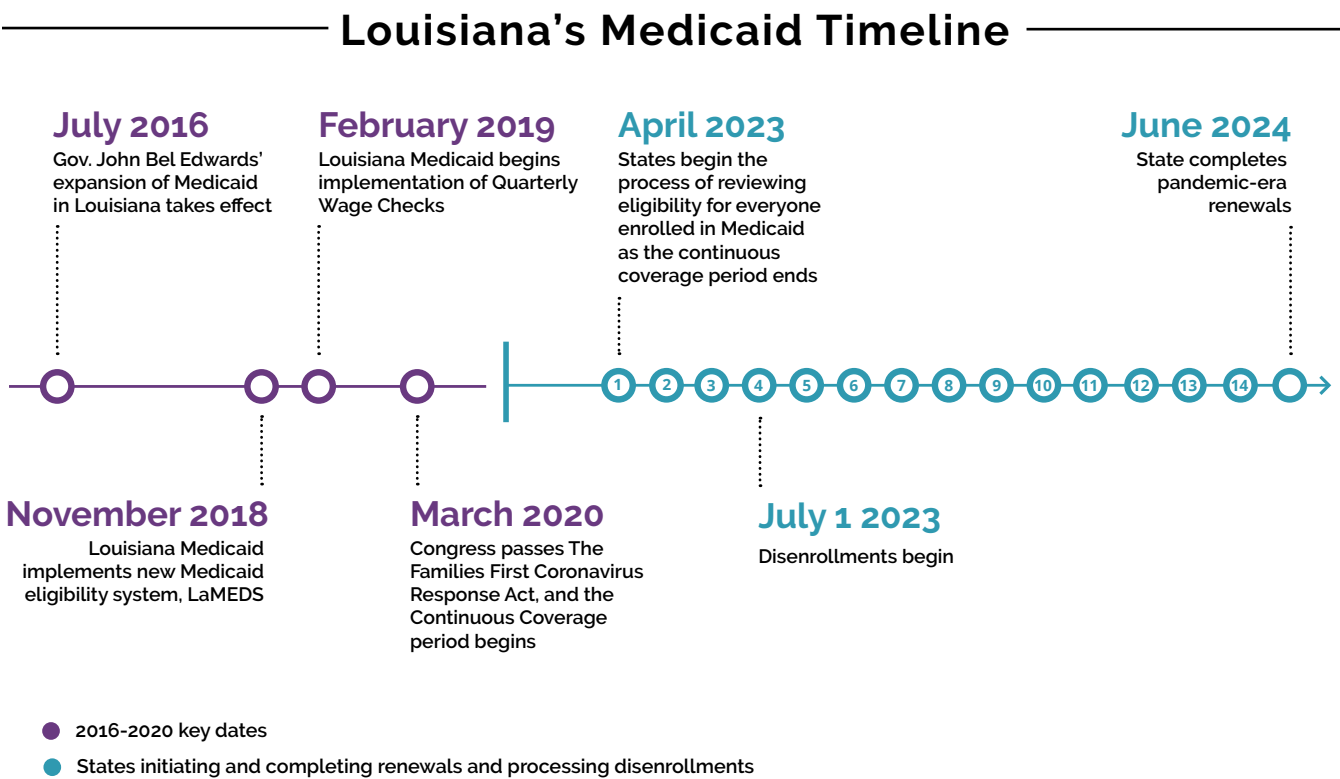 Louisiana's Medicaid Timeline
July 2016
Gov. John Bel Edwards'
expansion of Medicaid
in Louisiana takes effect
February 2019
Louisiana Medicaid begins
implementation of Quarterly
Wage Checks
April 2023
States begin the
process of reviewing
eligibility for everyone
enrolled in Medicaid
as the continuous
coverage period ends
June 2024
State completes
pandemic-era
renewals
1 2 3 4 5 6 7 8 9 10 11 12 13 14
November 2018
Louisiana Medicaid
implements new Medicaid
eligibility system, LaMEDS
March 2020
Congress passes The
Families First Coronavirus
Response Act, and the
Continuous Coverage
period begins
July 1 2023
Disenrollments begin
2016-2020 key dates
States initiating and completing renewals and processing disenrollments